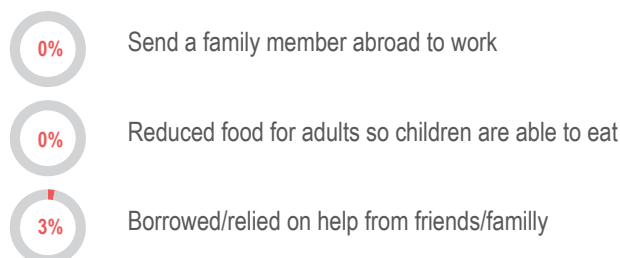 0% Send a family member abroad to work
0% Reduced food for adults so children are able to eat
3% Borrowed/relied on help from friends/familly